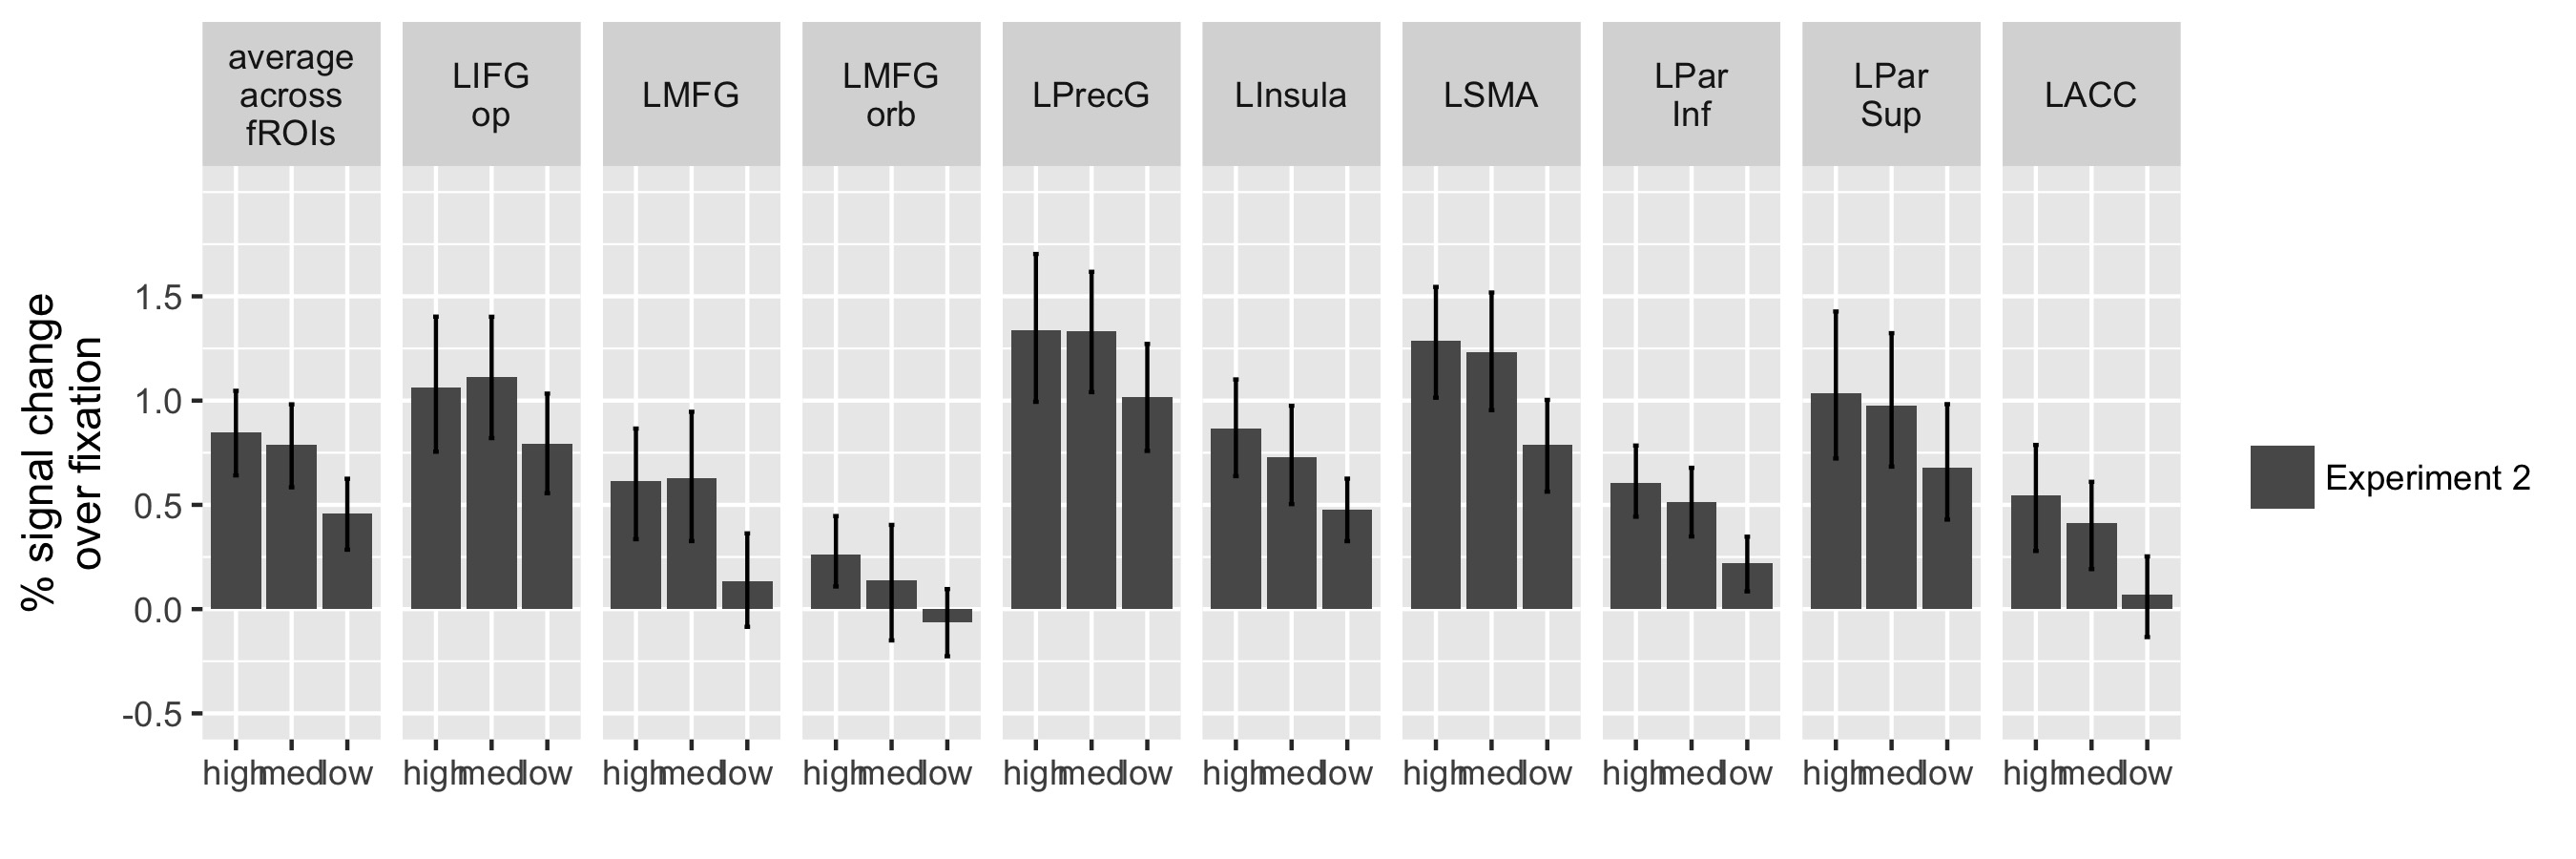 average
across
fROIs
LIFG
op
LMFG
LMFG
orb
LPrecG
LInsula
LSMA
LPar
Inf
LPar
Sup
LACC
% signal change
over fixation
1.5
1.0
0.5
0.0
-0.5
high med low
high med low
high med low
high med low
high med low
high med low
high med low
high med low
high med low
high med low
Experiment 2